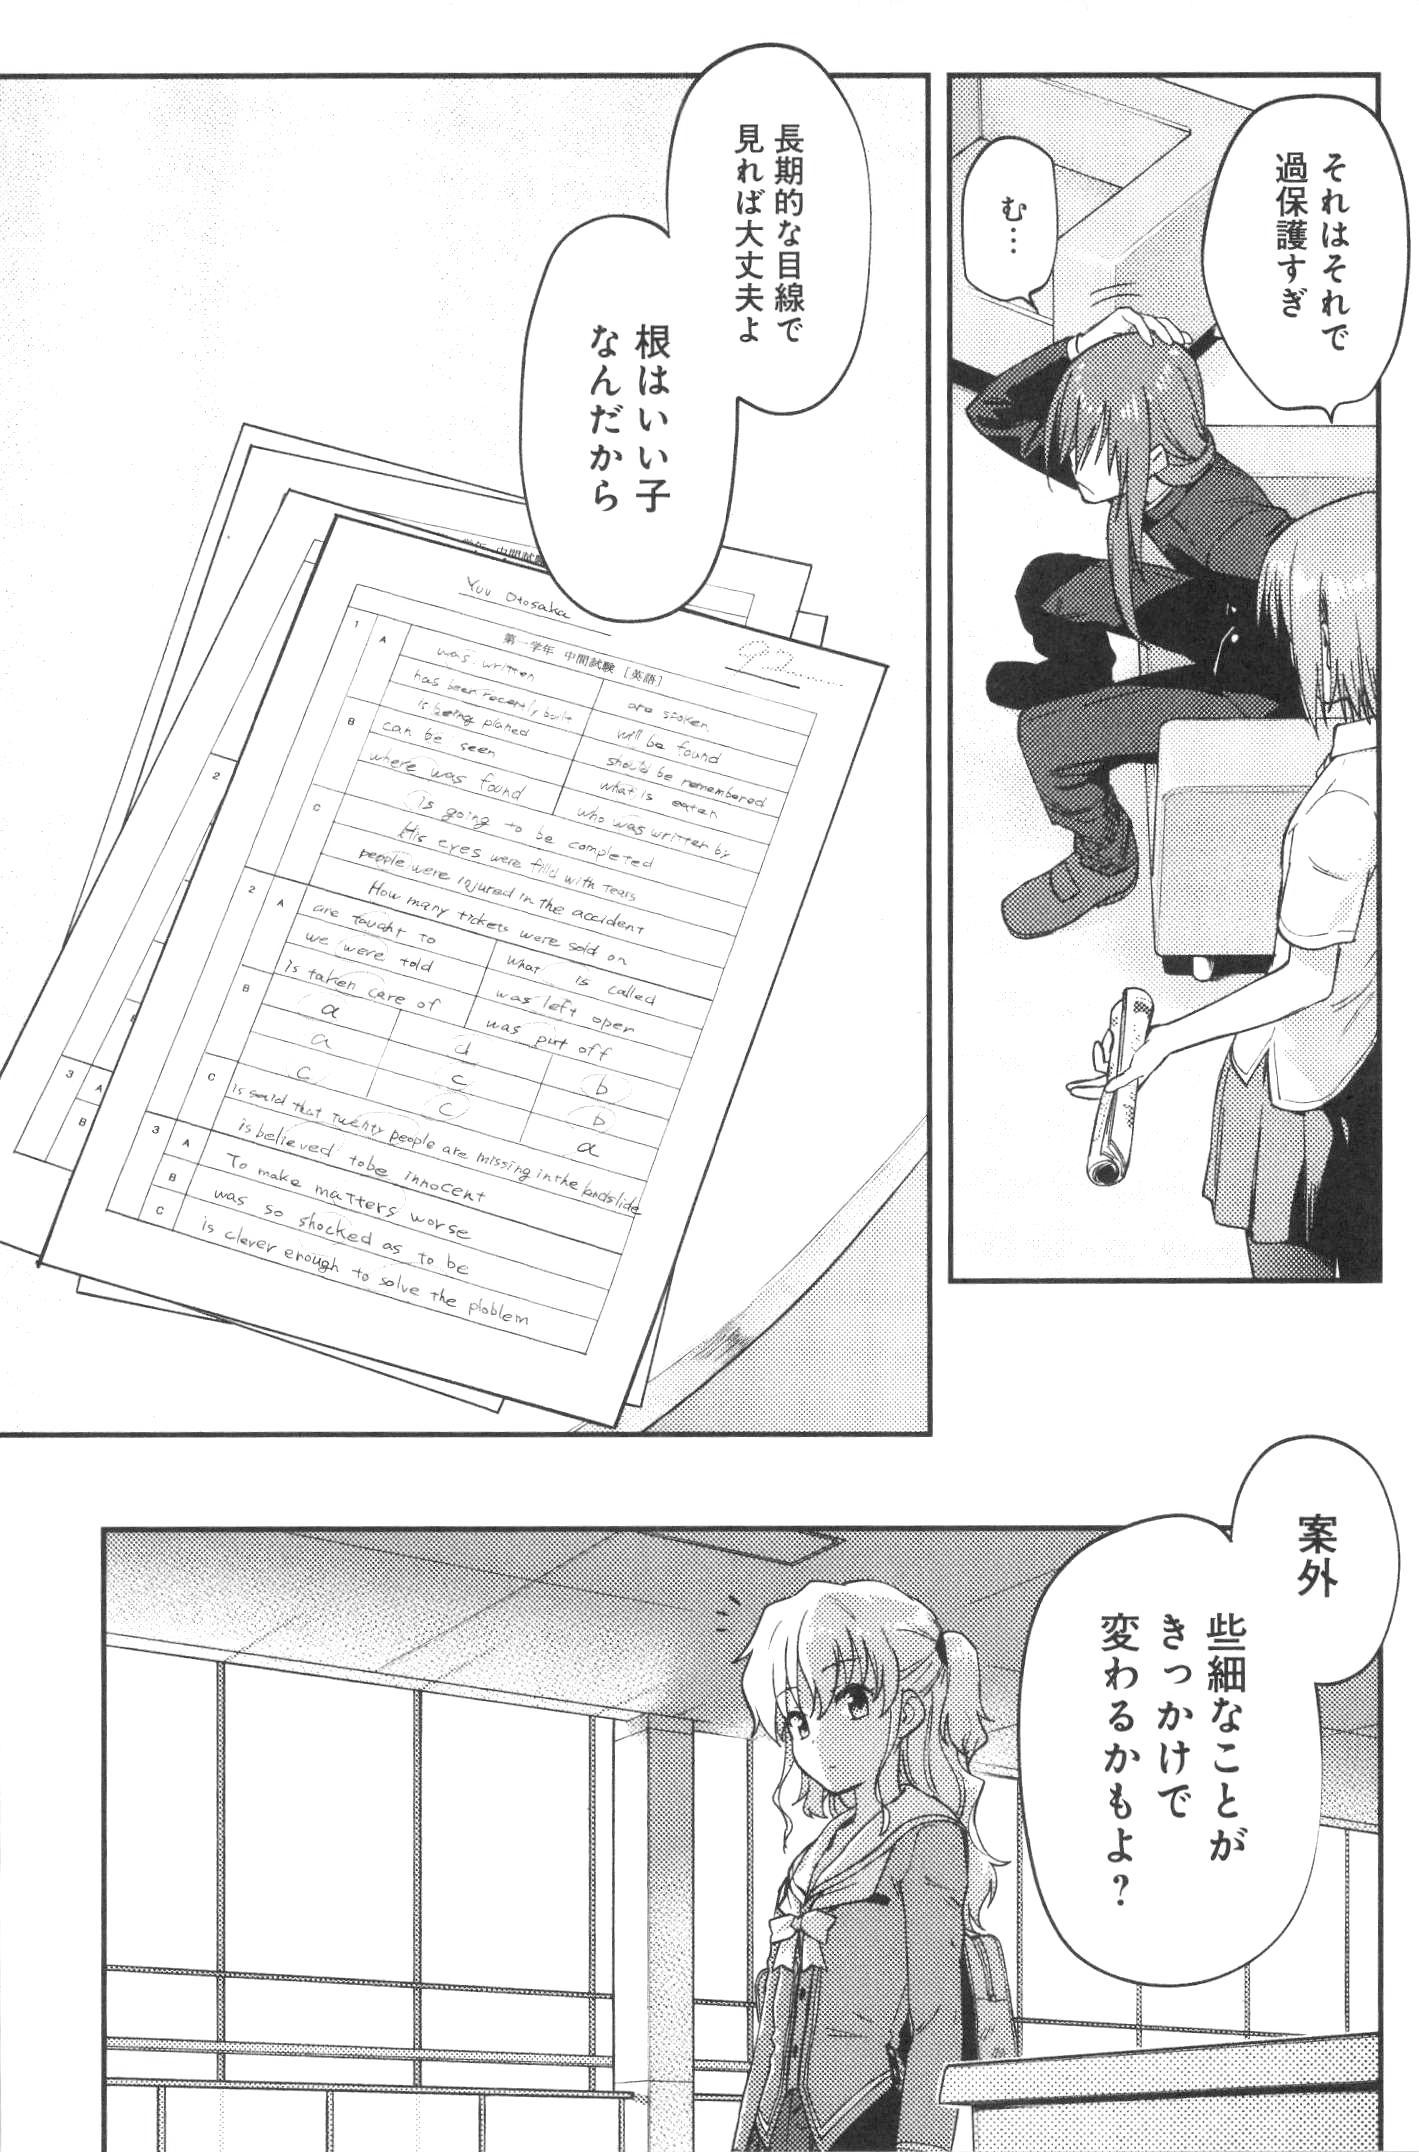 それはそれで
過保護すぎ
む…
長期的な目線で
見れば大丈夫よ
根はいい子
なんだから
中間試験
Yuu Otosaka
92
第一学年 中間試験 [英語]
1
A
was written
are spoken
has been recently built
will be found
is being planed
should be remembered
B
can be seen
what is eaten
where was found
who was written by
C
is going to be completed
His eyes were filld with tears
people were injured in the accident
How many tickets were sold on
2
A
are taught to
what is called
we were told
was left open
is taken care of
was put off
B
a
d
b
a
c
b
c
c
a
C
is said that twenty people are missing in the landslide
is believed tobe innocent
3
A
To make matters worse
B
was so shocked as to be
C
is clever enough to solve the ploblem
2
3
A
B
案外
些細なことが
きっかけで
変わるかもよ?